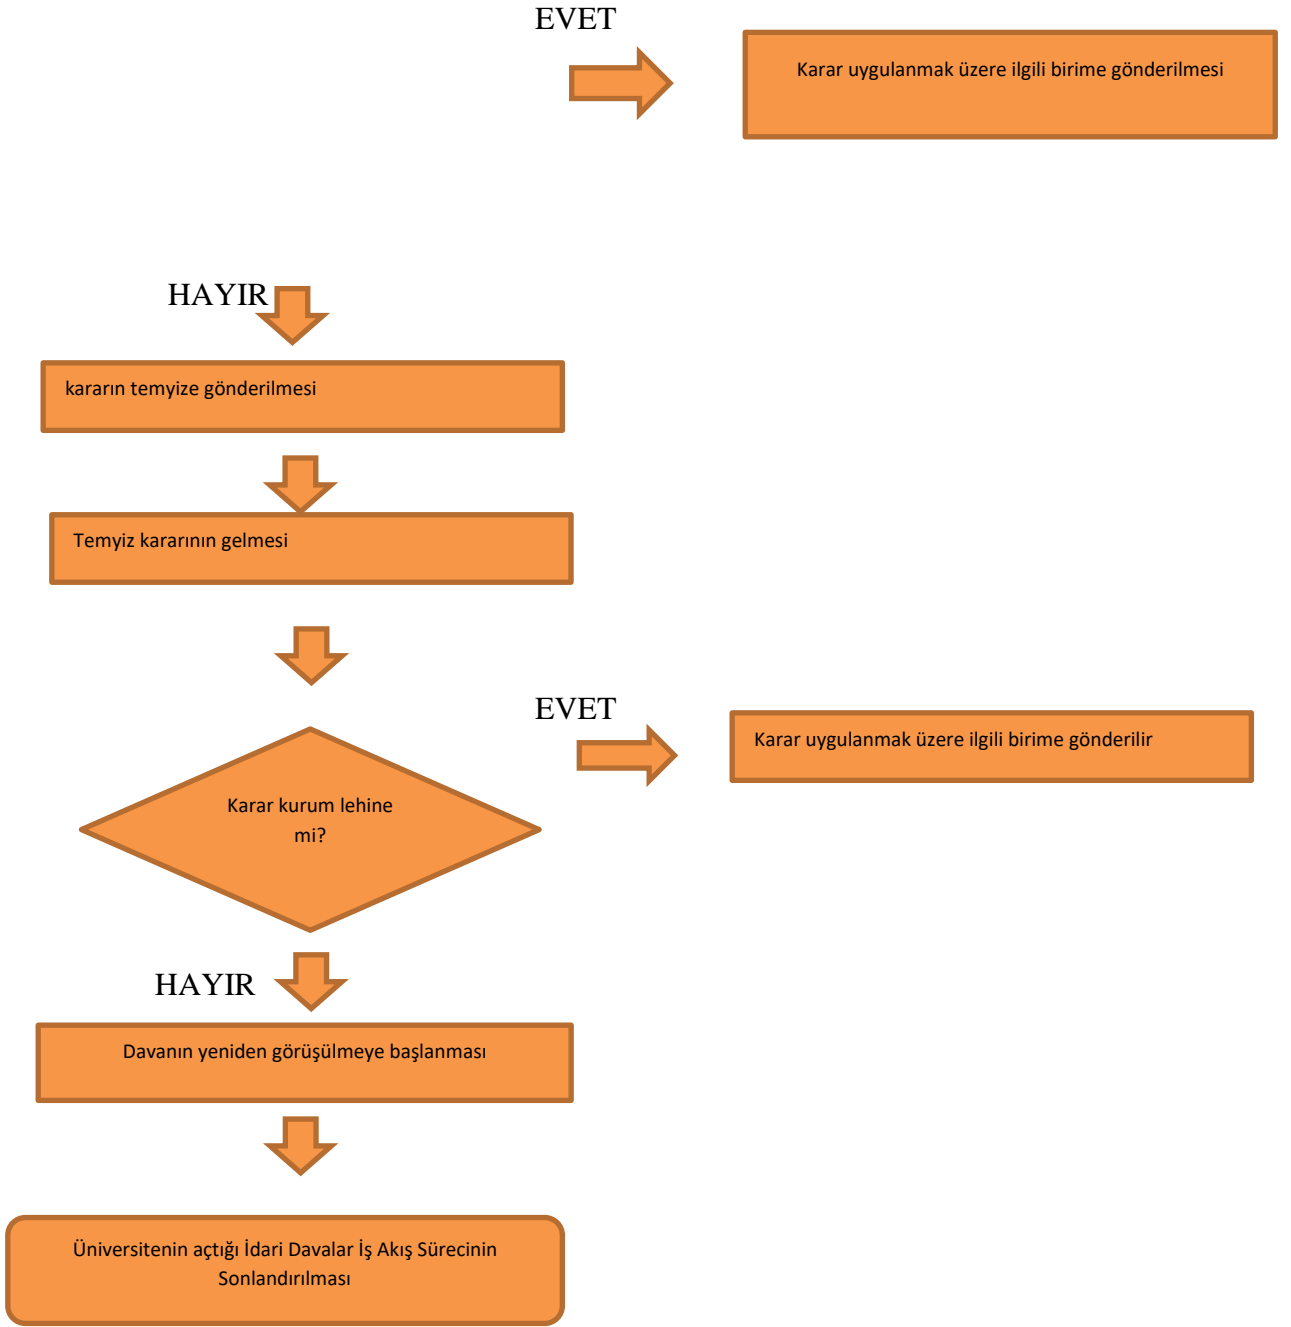 EVET
Karar uygulanmak üzere ilgili birime gönderilmesi
HAYIR
kararın temyize gönderilmesi
Temyiz kararının gelmesi
EVET
Karar uygulanmak üzere ilgili birime gönderilir
Karar kurum lehine
mi?
HAYIR
Davanın yeniden görüşülmeye başlanması
Üniversitenin açtığı İdari Davalar İş Akış Sürecinin
Sonlandırılması